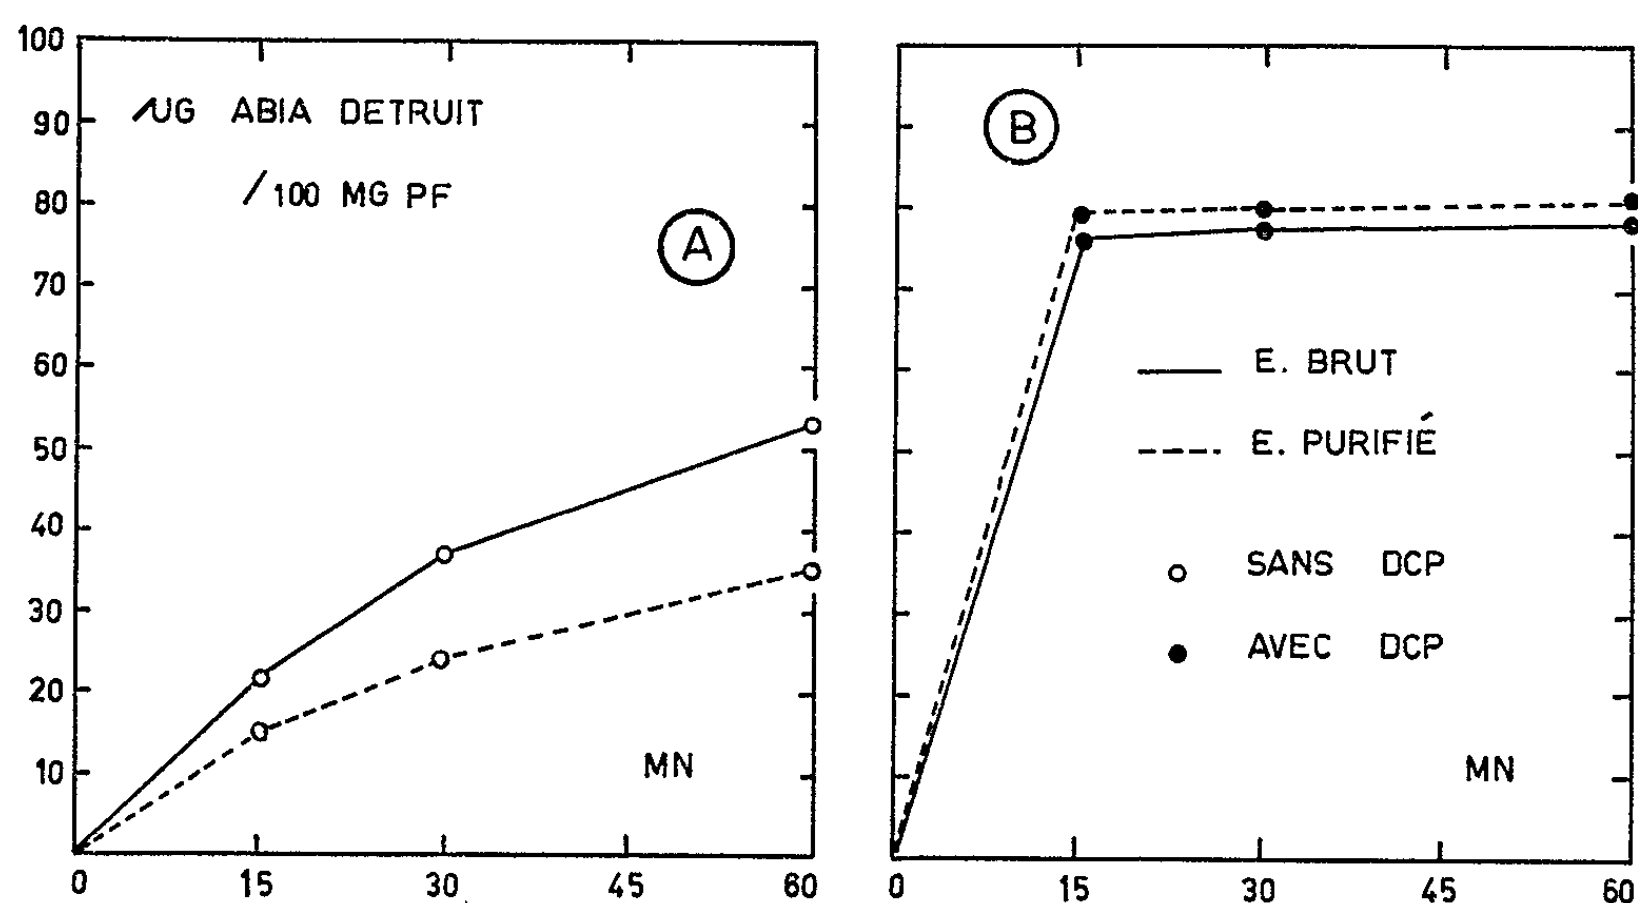 100
90
80
70
60
50
40
30
20
10
µG ABIA DETRUIT
/100 MG PF
A
MN
0 15 30 45 60
B
E. BRUT
E. PURIFIÉ
SANS DCP
AVEC DCP
MN
0 15 30 45 60